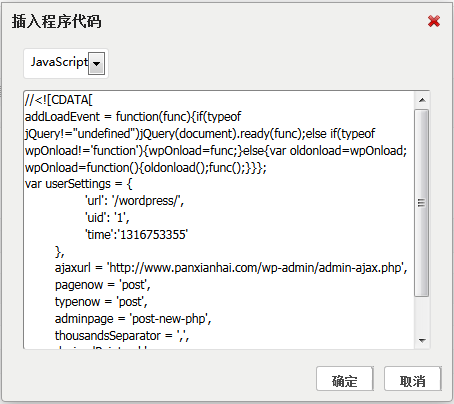 插入程序代码
JavaScript
//<![CDATA[
addLoadEvent = function(func){if(typeof
jQuery!="undefined")jQuery(document).ready(func);else if(typeof
wpOnload!='function'){wpOnload=func;}else{var oldonload=wpOnload;
wpOnload=function(){oldonload();func();}}};
var userSettings = {
'url': '/wordpress/',
'uid': '1',
'time':'1316753355'
},
ajaxurl = 'http://www.panxianhai.com/wp-admin/admin-ajax.php',
pagenow = 'post',
typenow = 'post',
adminpage = 'post-new-php',
thousandsSeparator = ',',
确定
取消